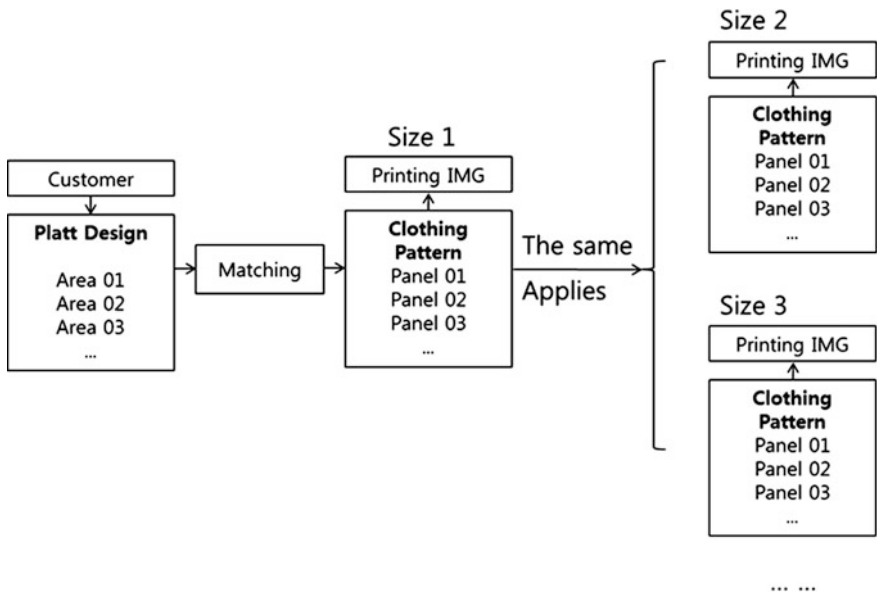 Customer
Platt Design
Area 01
Area 02
Area 03
...
Matching
Size 1
Printing IMG
Clothing
Pattern
Panel 01
Panel 02
Panel 03
...
The same
Applies
Size 2
Printing IMG
Clothing
Pattern
Panel 01
Panel 02
Panel 03
...
Size 3
Printing IMG
Clothing
Pattern
Panel 01
Panel 02
Panel 03
...
... ...